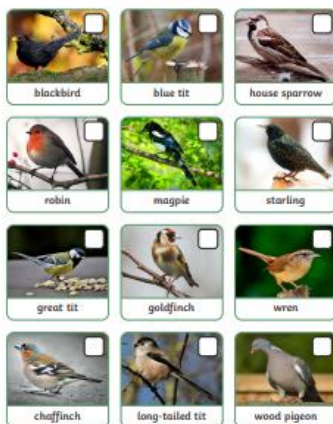 blackbird
blue tit
house sparrow
robin
magpie
starling
great tit
goldfinch
wren
chaffinch
long-tailed tit
wood pigeon